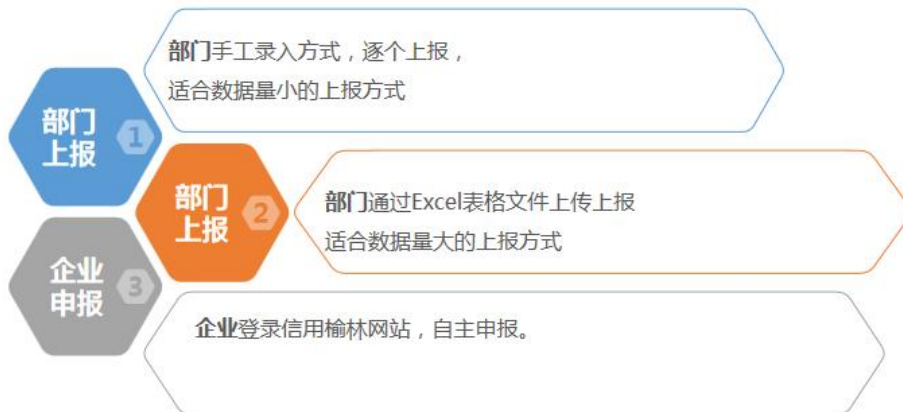 部门手工录入方式，逐个上报，
适合数据量小的上报方式
部门
上报
1
部门
上报
2
部门通过Excel表格文件上传上报
适合数据量大的上报方式
企业
申报
3
企业登录信用榆林网站，自主申报。